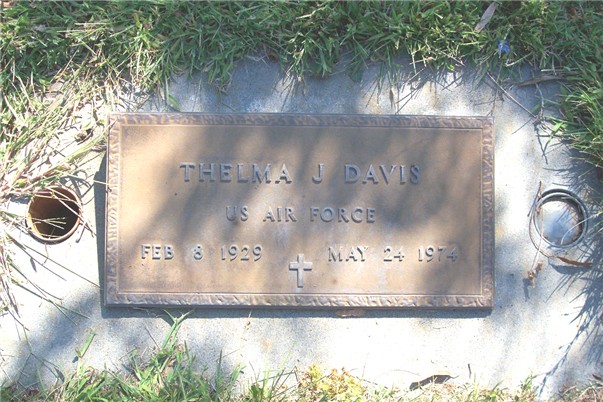 THELMA J DAVIS
US AIR FORCE
FEB 8 1929 MAY 24 1974